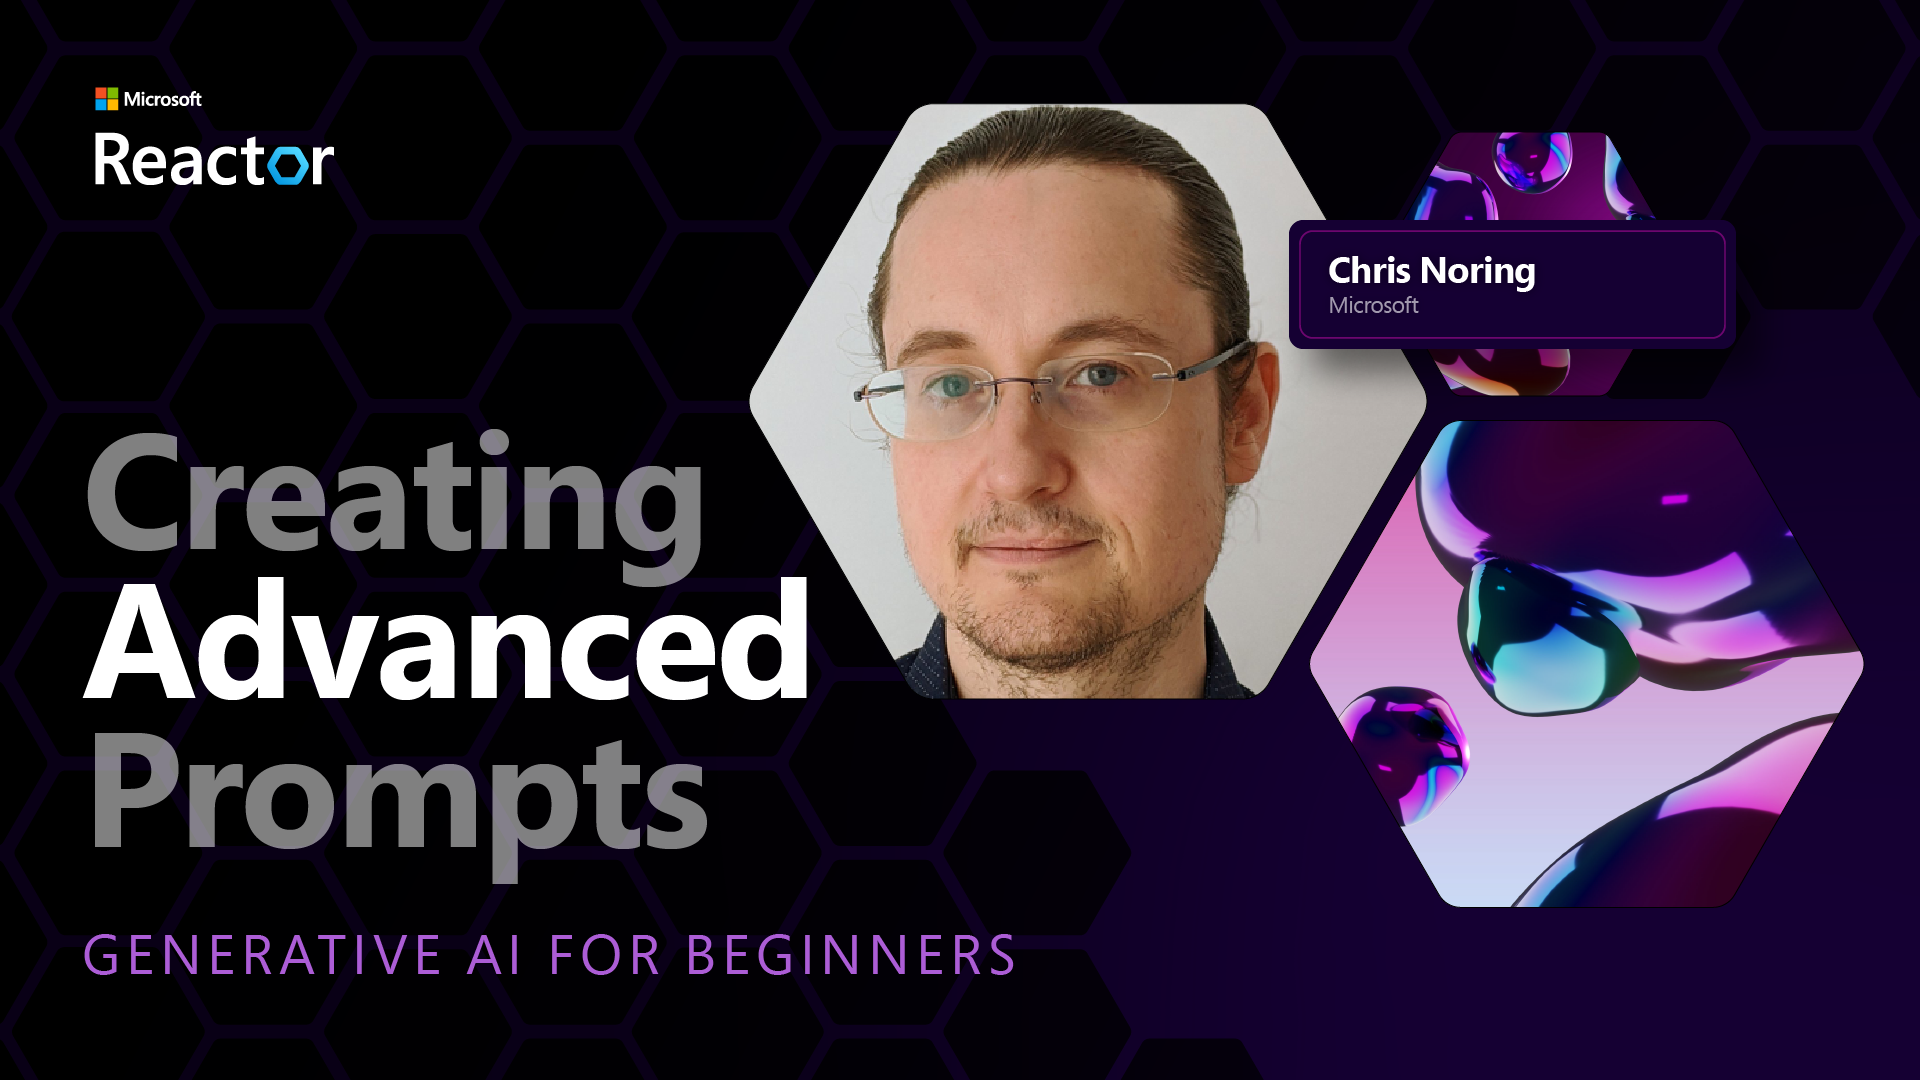 Microsoft
Reactor
Chris Noring
Microsoft
Creating
Advanced
Prompts
GENERATIVE AI FOR BEGINNERS